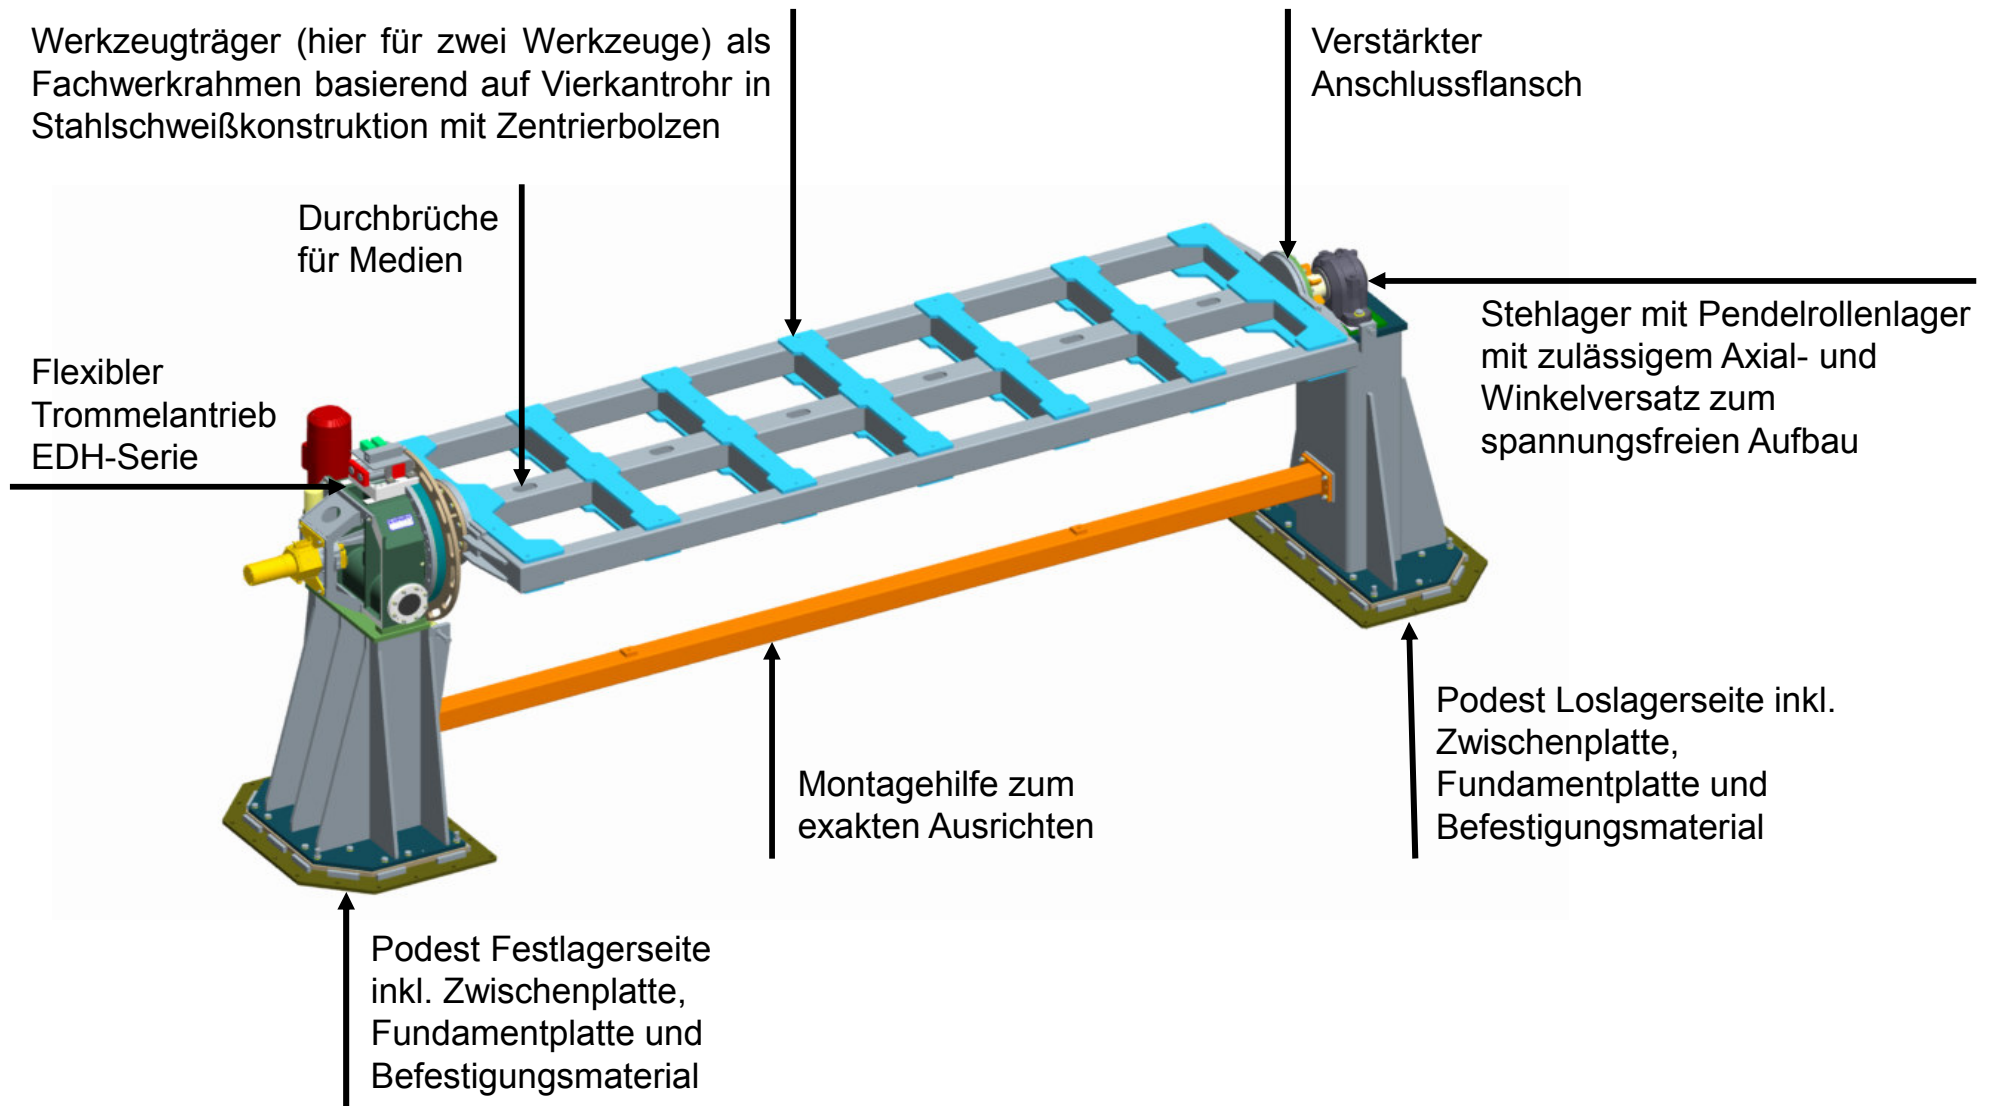 Werkzeugträger (hier für zwei Werkzeuge) als
Fachwerkrahmen basierend auf Vierkantrohr in
Stahlschweißkonstruktion mit Zentrierbolzen
Verstärkter
Anschlussflansch
Durchbrüche
für Medien
Stehlager mit Pendelrollenlager
mit zulässigem Axial- und
Winkelversatz zum
spannungsfreien Aufbau
Flexibler
Trommelantrieb
EDH-Serie
Podest Loslagerseite inkl.
Zwischenplatte,
Fundamentplatte und
Befestigungsmaterial
Montagehilfe zum
exakten Ausrichten
Podest Festlagerseite
inkl. Zwischenplatte,
Fundamentplatte und
Befestigungsmaterial